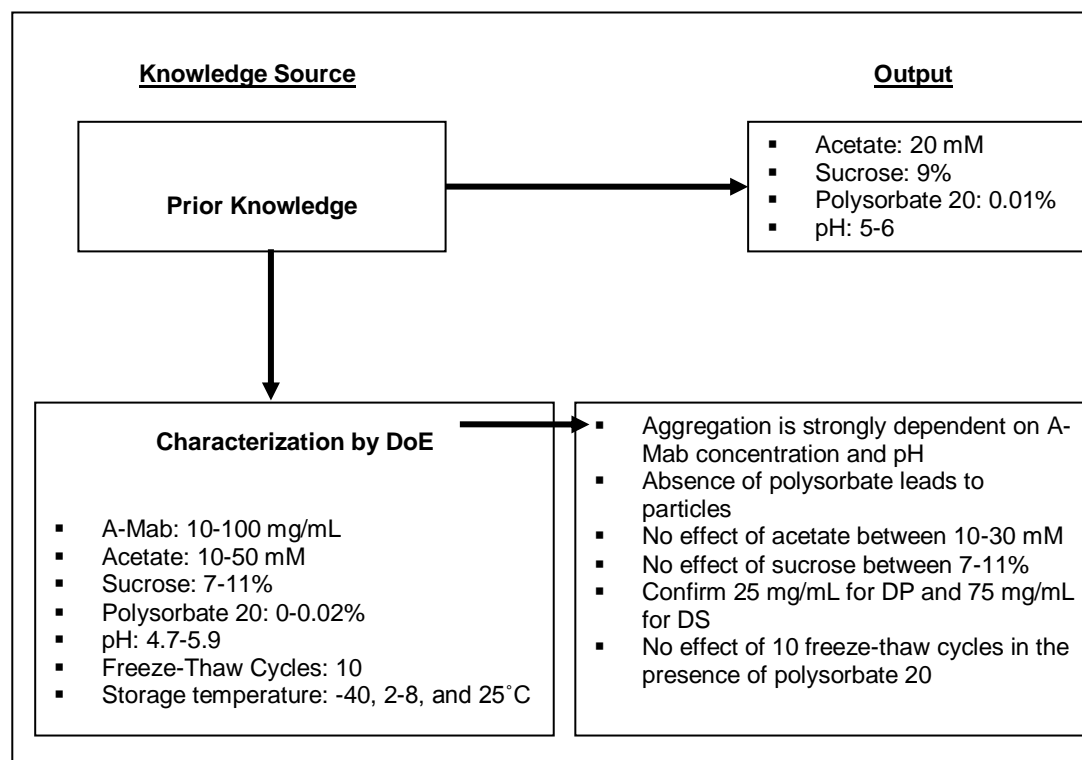 Knowledge Source
Output
Prior Knowledge
▪ Acetate: 20 mM
▪ Sucrose: 9%
▪ Polysorbate 20: 0.01%
▪ pH: 5-6
Characterization by DoE
▪ A-Mab: 10-100 mg/mL
▪ Acetate: 10-50 mM
▪ Sucrose: 7-11%
▪ Polysorbate 20: 0-0.02%
▪ pH: 4.7-5.9
▪ Freeze-Thaw Cycles: 10
▪ Storage temperature: -40, 2-8, and 25˚C
▪ Aggregation is strongly dependent on A-
Mab concentration and pH
▪ Absence of polysorbate leads to
particles
▪ No effect of acetate between 10-30 mM
▪ No effect of sucrose between 7-11%
▪ Confirm 25 mg/mL for DP and 75 mg/mL
for DS
▪ No effect of 10 freeze-thaw cycles in the
presence of polysorbate 20